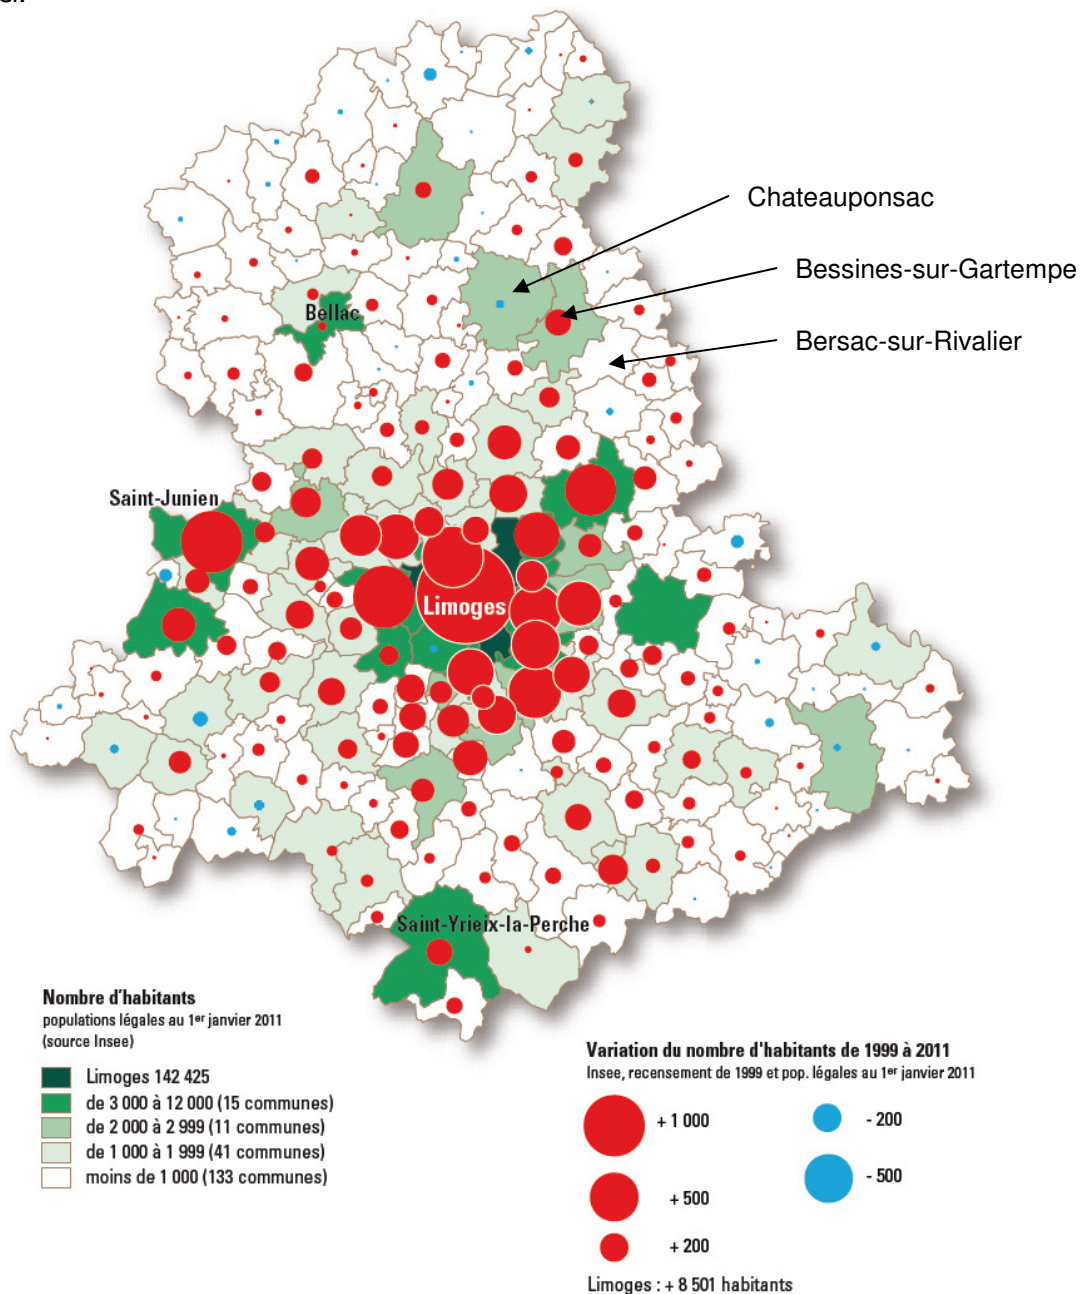 Chateauponsac
Bessines-sur-Gartempe
Bersac-sur-Rivalier
Bellac
Saint-Junien
Limoges
Saint-Yrieix-la-Perche
Nombre d'habitants
populations légales au 1er janvier 2011
(source Insee)
Limoges 142 425
de 3 000 à 12 000 (15 communes)
de 2 000 à 2 999 (11 communes)
de 1 000 à 1 999 (41 communes)
moins de 1 000 (133 communes)
Variation du nombre d'habitants de 1999 à 2011
Insee, recensement de 1999 et pop. légales au 1er janvier 2011
+ 1 000
- 200
+ 500
- 500
+ 200
Limoges : + 8 501 habitants